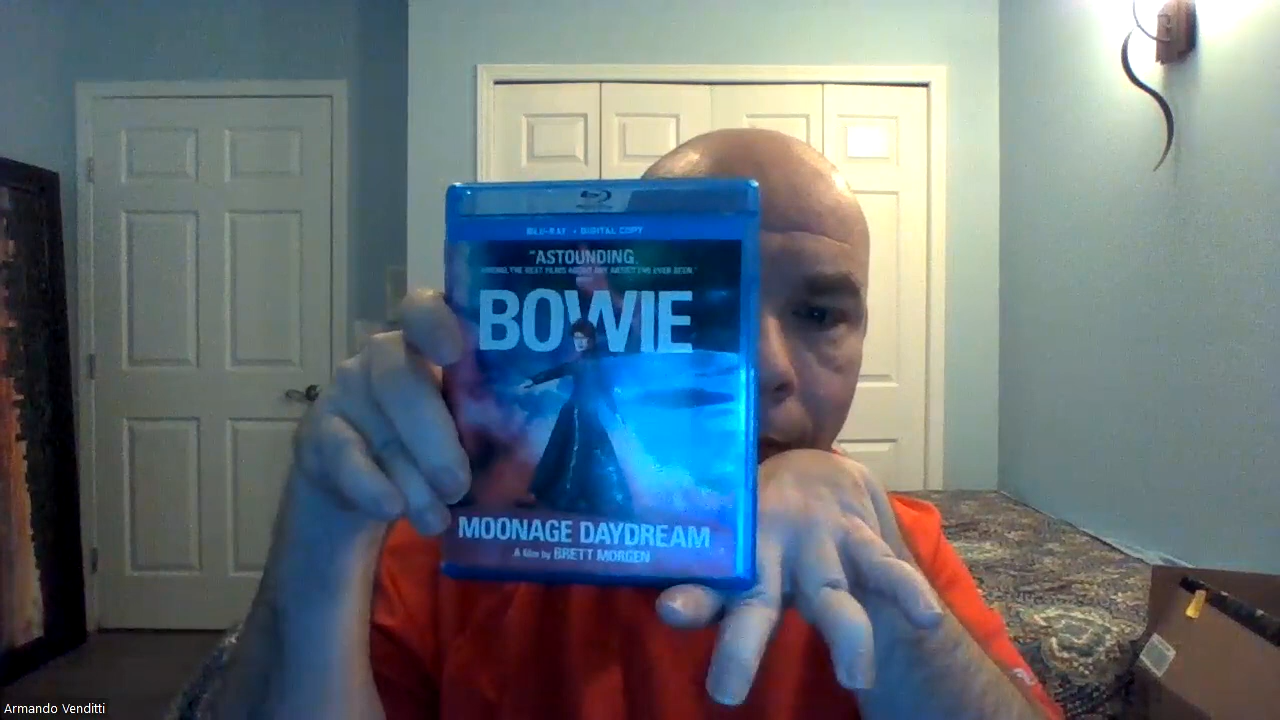 BLU-RAY + DIGITAL COPY
"ASTOUNDING.
AMONG THE BEST FILMS ABOUT ANY ARTIST I'VE EVER SEEN."
BOWIE
MOONAGE DAYDREAM
A film by BRETT MORGEN
Armando Venditti